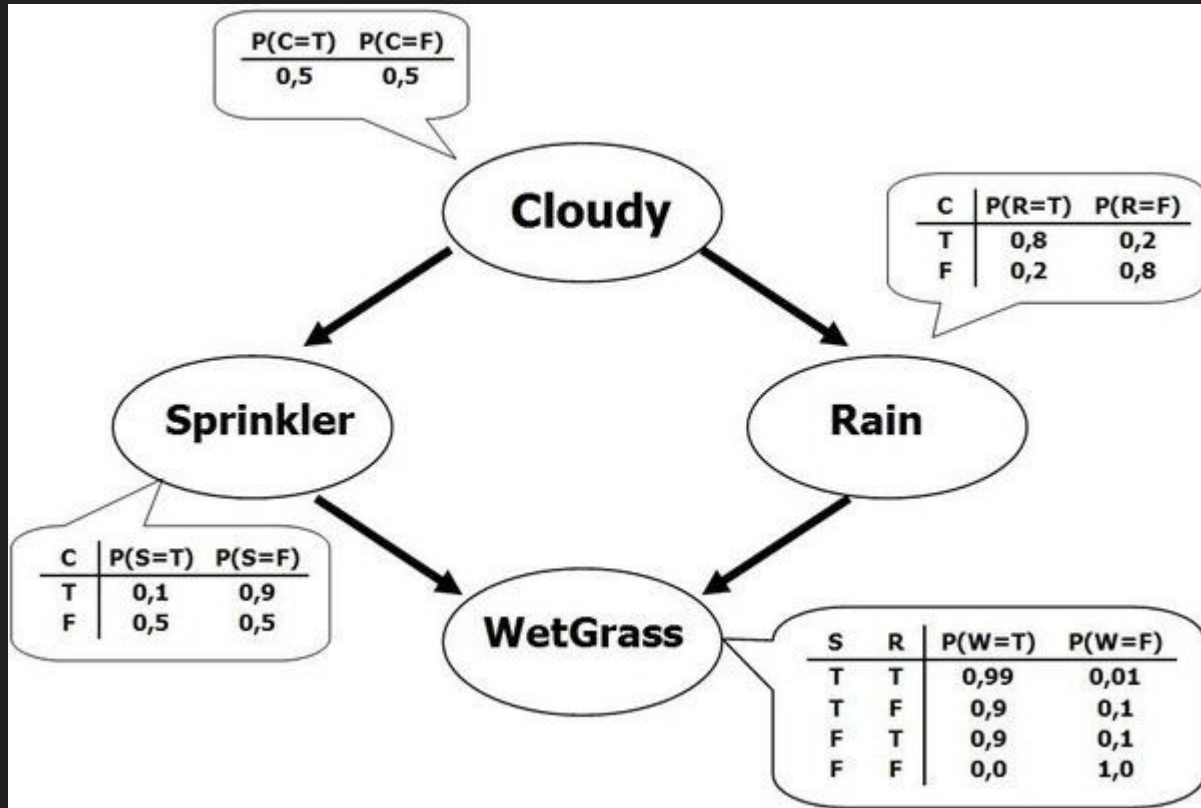 P(C=T) P(C=F)
0,5 0,5
Cloudy
C P(R=T) P(R=F)
T 0,8 0,2
F 0,2 0,8
Sprinkler
Rain
C P(S=T) P(S=F)
T 0,1 0,9
F 0,5 0,5
WetGrass
S R P(W=T) P(W=F)
T T 0,99 0,01
T F 0,9 0,1
F T 0,9 0,1
F F 0,0 1,0